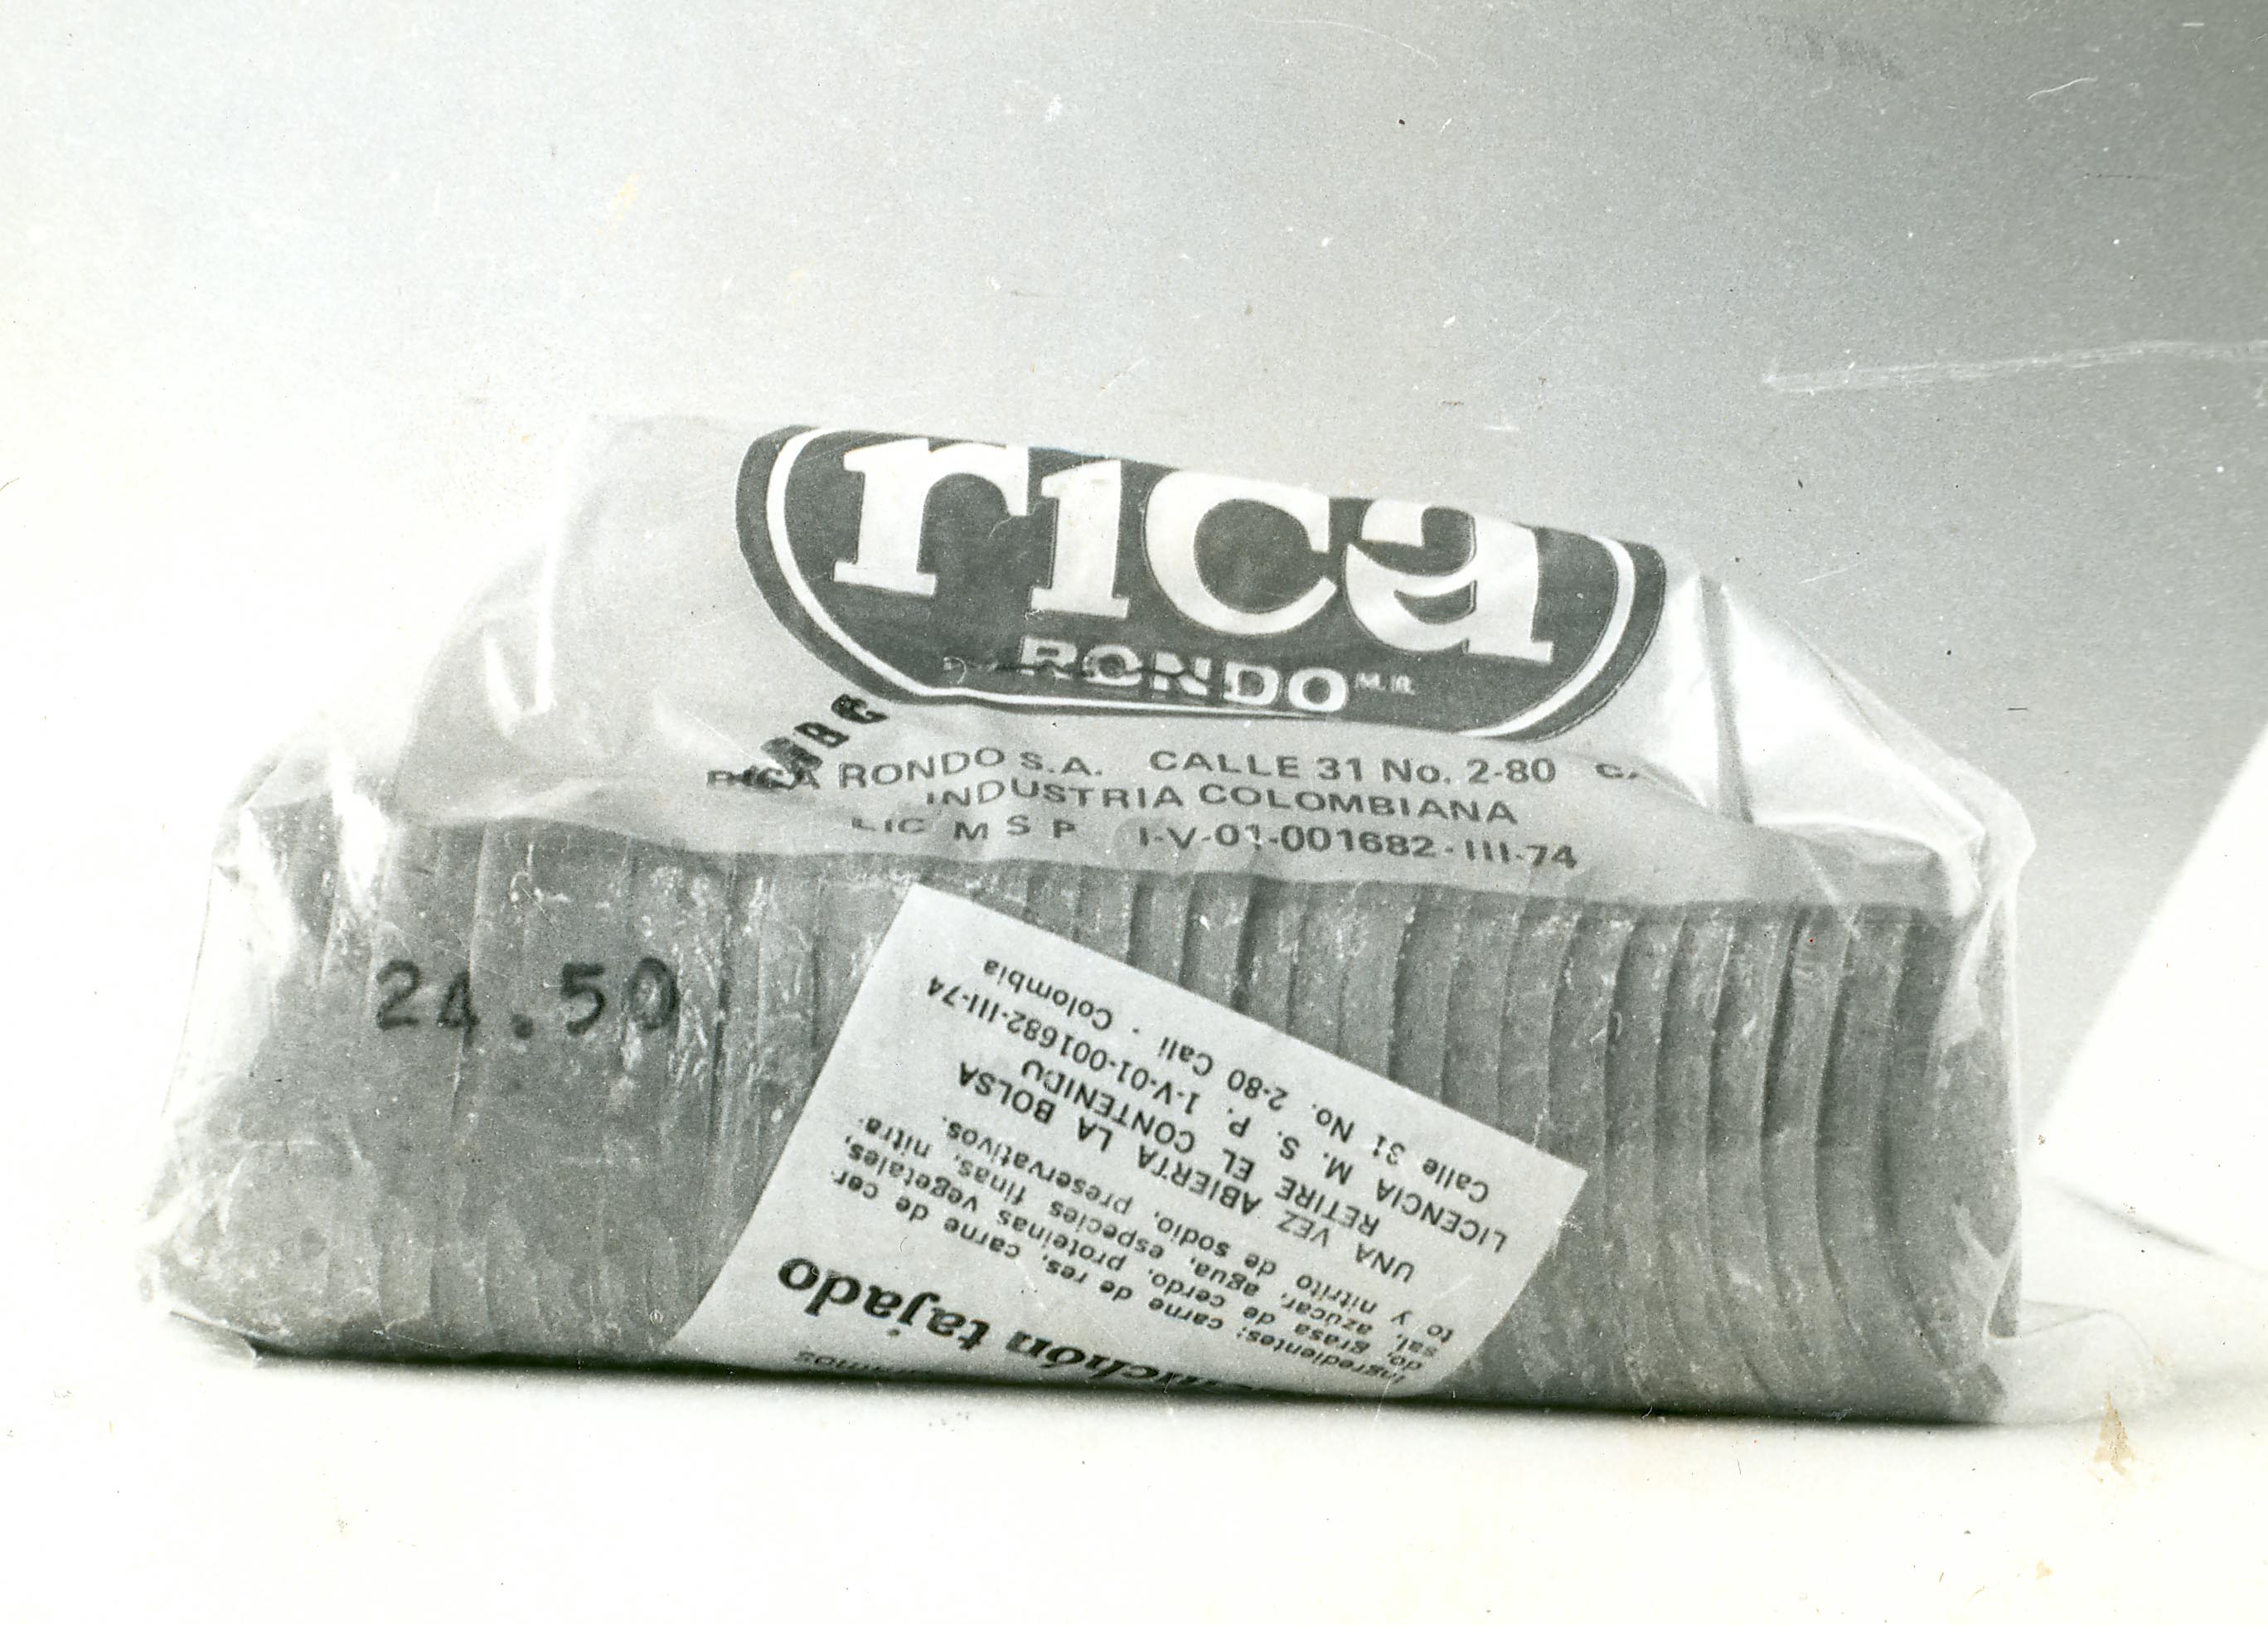 rica
RONDO M.R.
RICA RONDO S.A. CALLE 31 No. 2-80
INDUSTRIA COLOMBIANA
LIC M S P I-V-01-001682-III-74
24.50
tajado
Ingredientes: carne de res, carne de cer-
do, grasa de cerdo, proteinas vegetales,
sal, azucar, agua, especies finas, nitra-
to y nitrito de sodio, preservativos.
UNA VEZ ABIERTA LA BOLSA
RETIRE EL CONTENIDO
LICENCIA M. S. P. I-V-01-001682-III-74
Calle 31 No. 2-80 Cali - Colombia